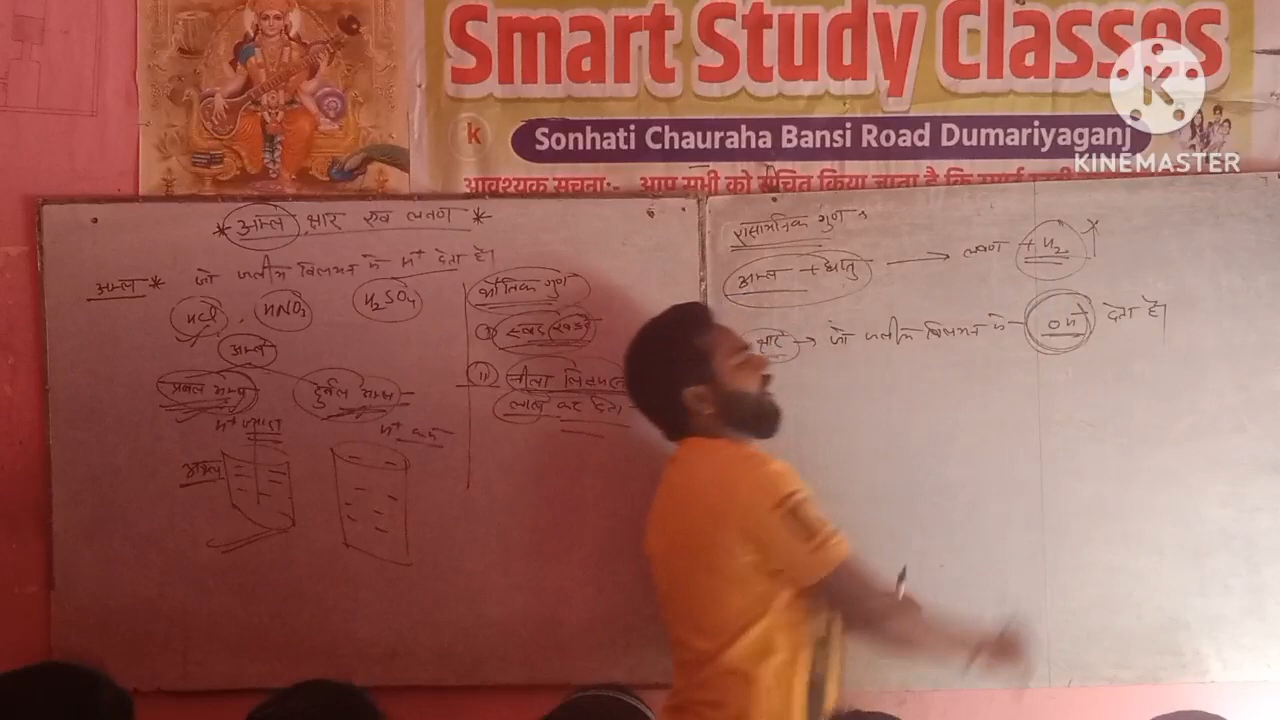 Smart Study Classes
k
Sonhati Chauraha Bansi Road Dumariyaganj
आवश्यक सूचना:- आप सभी को सूचित किया जाता है कि
K
KINEMASTER
* अम्ल, क्षार एवं लवण *
अम्ल * जो जलीय विलयन में H⁺ देता है।
HCl, HNO₃ H₂SO₄
अम्ल
प्रबल अम्ल दुर्बल अम्ल
H⁺ ज्यादा H⁺ कम
भौतिक गुण
① स्वाद खट्टे
⑪ नीला लिटमस
लाल कर देता
रासायनिक गुण
अम्ल + धातु → लवण + H₂ ↑
क्षार → जो जलीय विलयन में OH⁻ देता है।